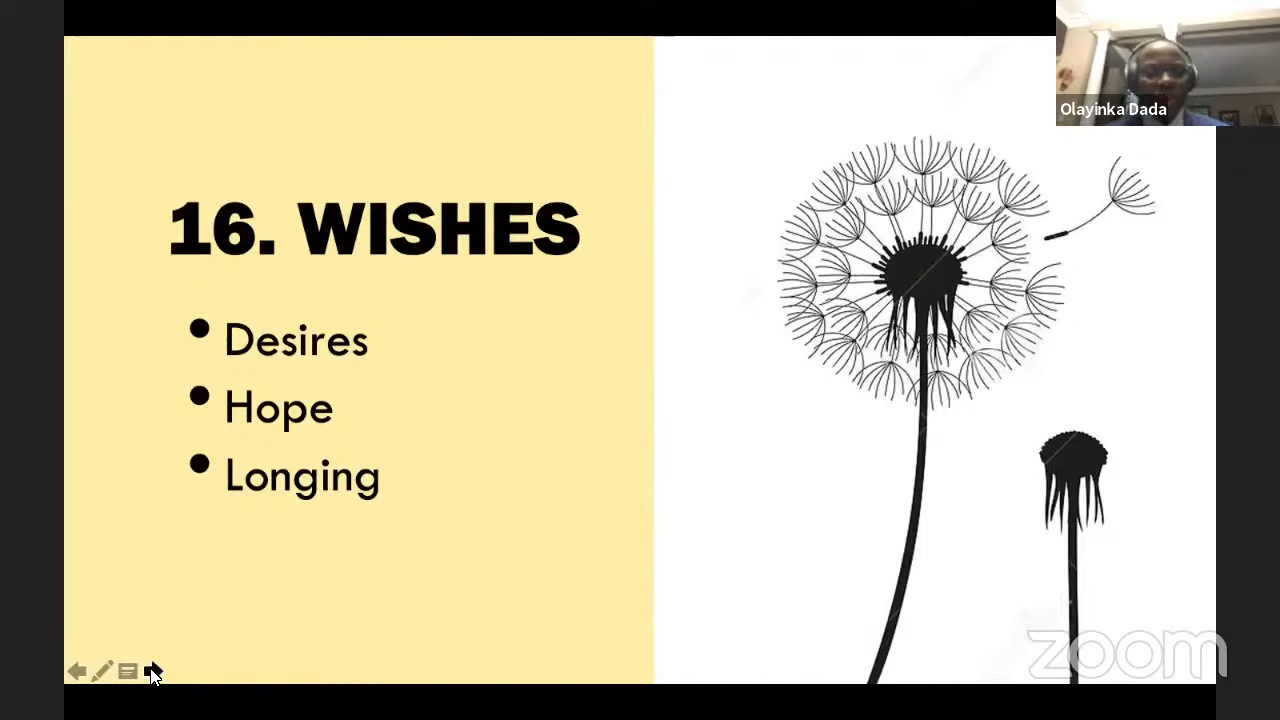 Olayinka Dada
16. WISHES
• Desires
• Hope
• Longing
zoom